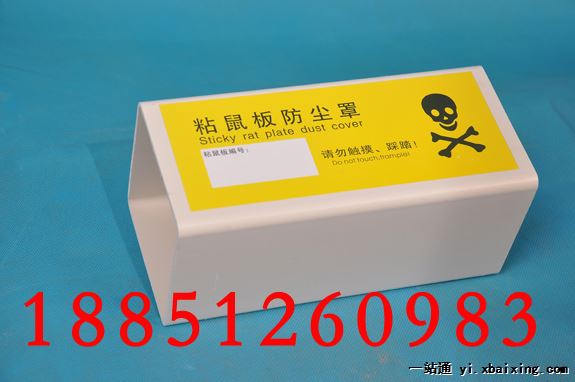 粘鼠板防尘罩
Sticky rat plate dust cover
粘鼠板编号：
请勿触摸、踩踏！
Do not touch,trample!
18851260983
一站通 yi.xbaixing.com